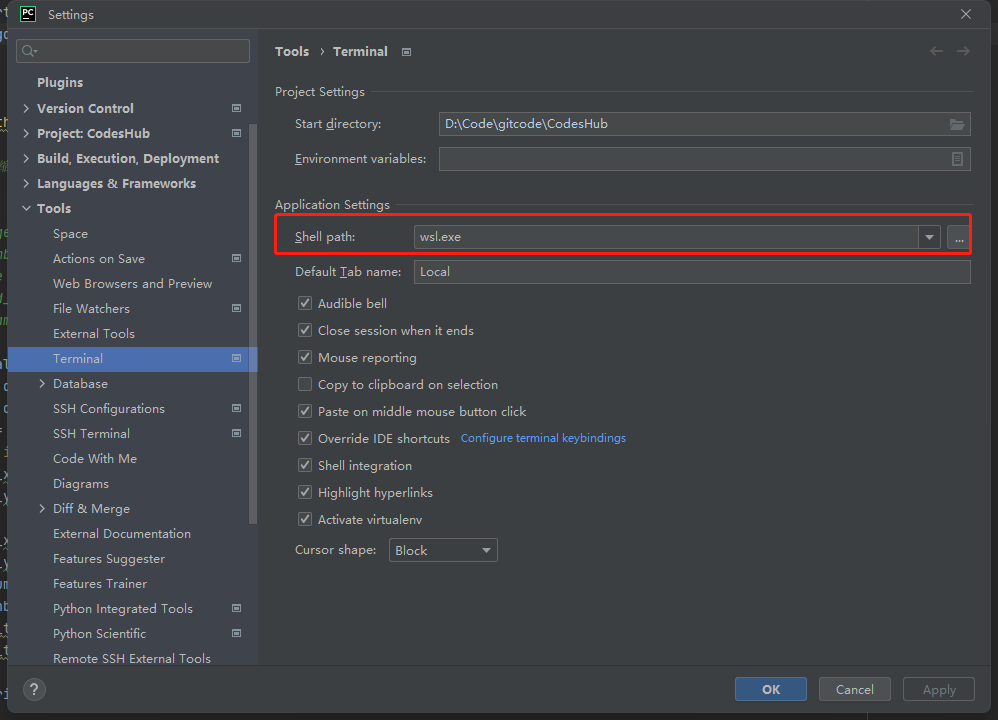 PC Settings
Plugins
Version Control
Project: CodesHub
Build, Execution, Deployment
Languages & Frameworks
Tools
Space
Actions on Save
Web Browsers and Preview
File Watchers
External Tools
Terminal
Database
SSH Configurations
SSH Terminal
Code With Me
Diagrams
Diff & Merge
External Documentation
Features Suggester
Features Trainer
Python Integrated Tools
Python Scientific
Remote SSH External Tools
Tools › Terminal
Project Settings
Start directory: D:\Code\gitcode\CodesHub
Environment variables:
Application Settings
Shell path: wsl.exe ...
Default Tab name: Local
Audible bell
Close session when it ends
Mouse reporting
Copy to clipboard on selection
Paste on middle mouse button click
Override IDE shortcuts Configure terminal keybindings
Shell integration
Highlight hyperlinks
Activate virtualenv
Cursor shape: Block
? OK Cancel Apply